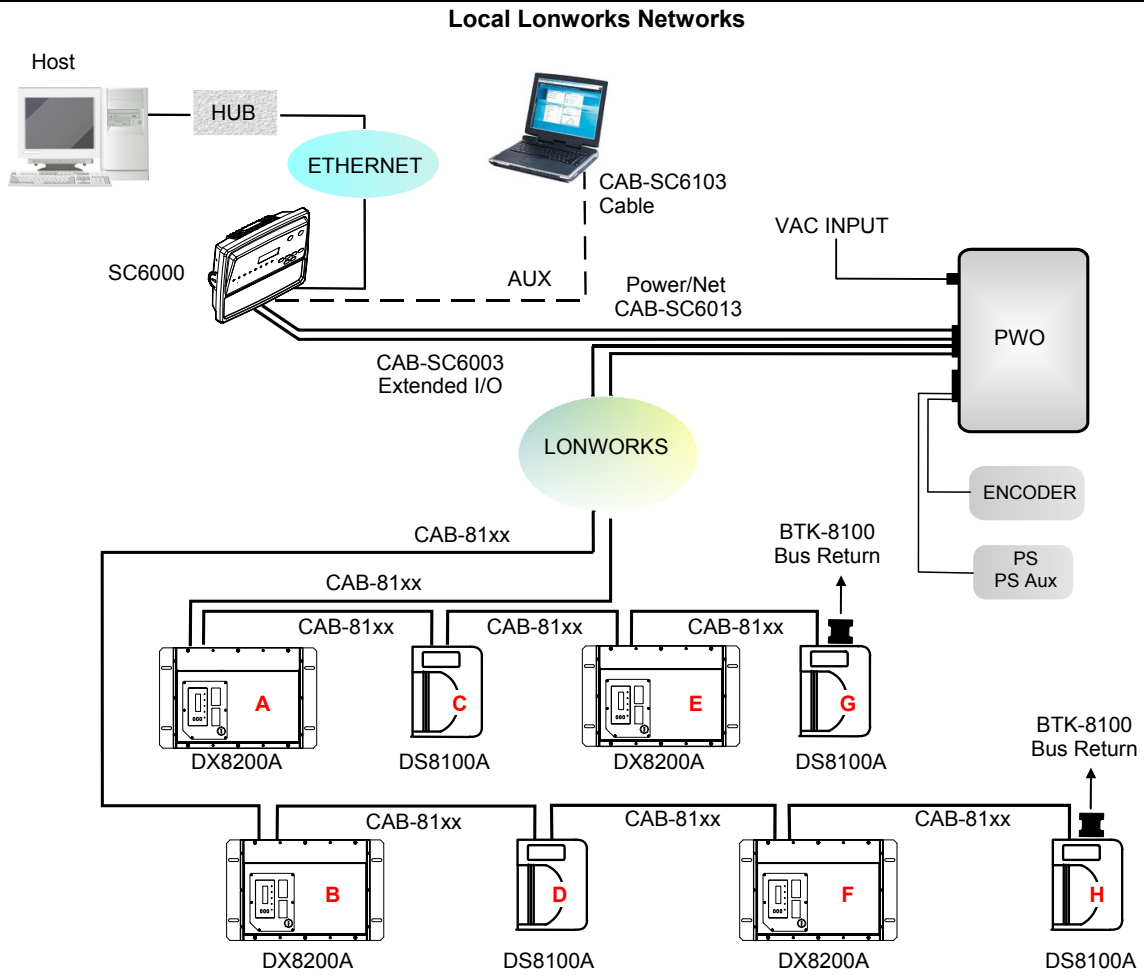 Local Lonworks Networks
Host
HUB
ETHERNET
CAB-SC6103
Cable
VAC INPUT
SC6000
AUX
Power/Net
CAB-SC6013
PWO
CAB-SC6003
Extended I/O
LONWORKS
ENCODER
PS
PS Aux
CAB-81xx
BTK-8100
Bus Return
CAB-81xx
CAB-81xx
CAB-81xx
CAB-81xx
A
C
E
G
DX8200A
DS8100A
DX8200A
DS8100A
BTK-8100
Bus Return
CAB-81xx
CAB-81xx
CAB-81xx
B
D
F
H
DX8200A
DS8100A
DX8200A
DS8100A